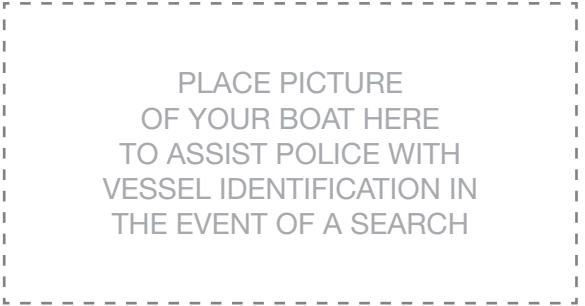 PLACE PICTURE
OF YOUR BOAT HERE
TO ASSIST POLICE WITH
VESSEL IDENTIFICATION IN
THE EVENT OF A SEARCH